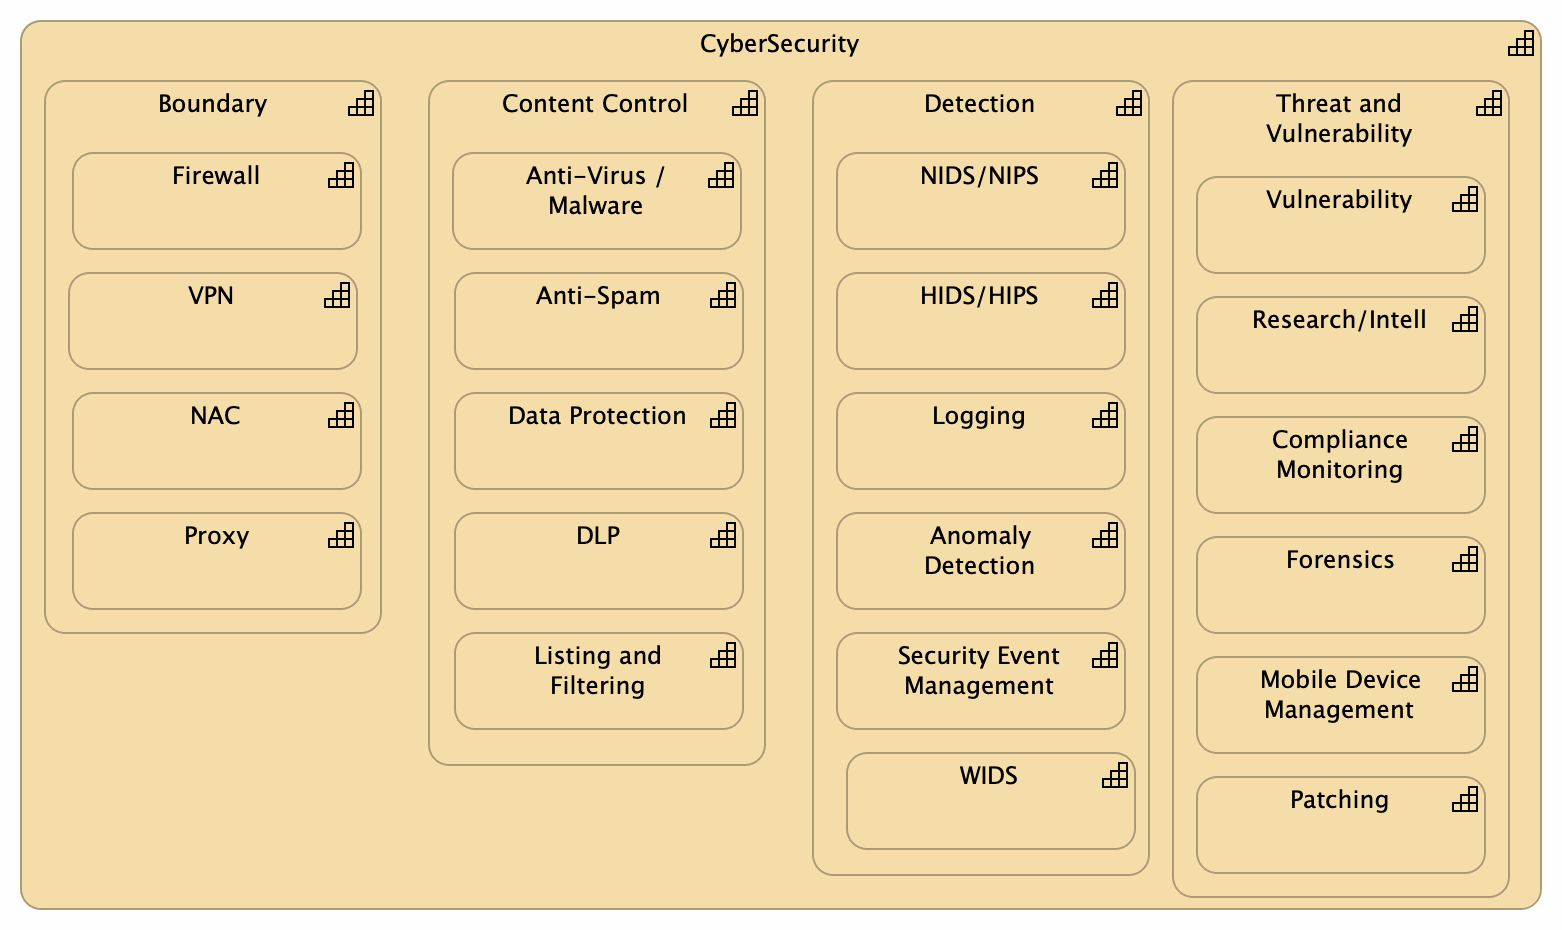 CyberSecurity
Boundary
Firewall
VPN
NAC
Proxy
Content Control
Anti-Virus /
Malware
Anti-Spam
Data Protection
DLP
Listing and
Filtering
Detection
NIDS/NIPS
HIDS/HIPS
Logging
Anomaly
Detection
Security Event
Management
WIDS
Threat and
Vulnerability
Vulnerability
Research/Intell
Compliance
Monitoring
Forensics
Mobile Device
Management
Patching